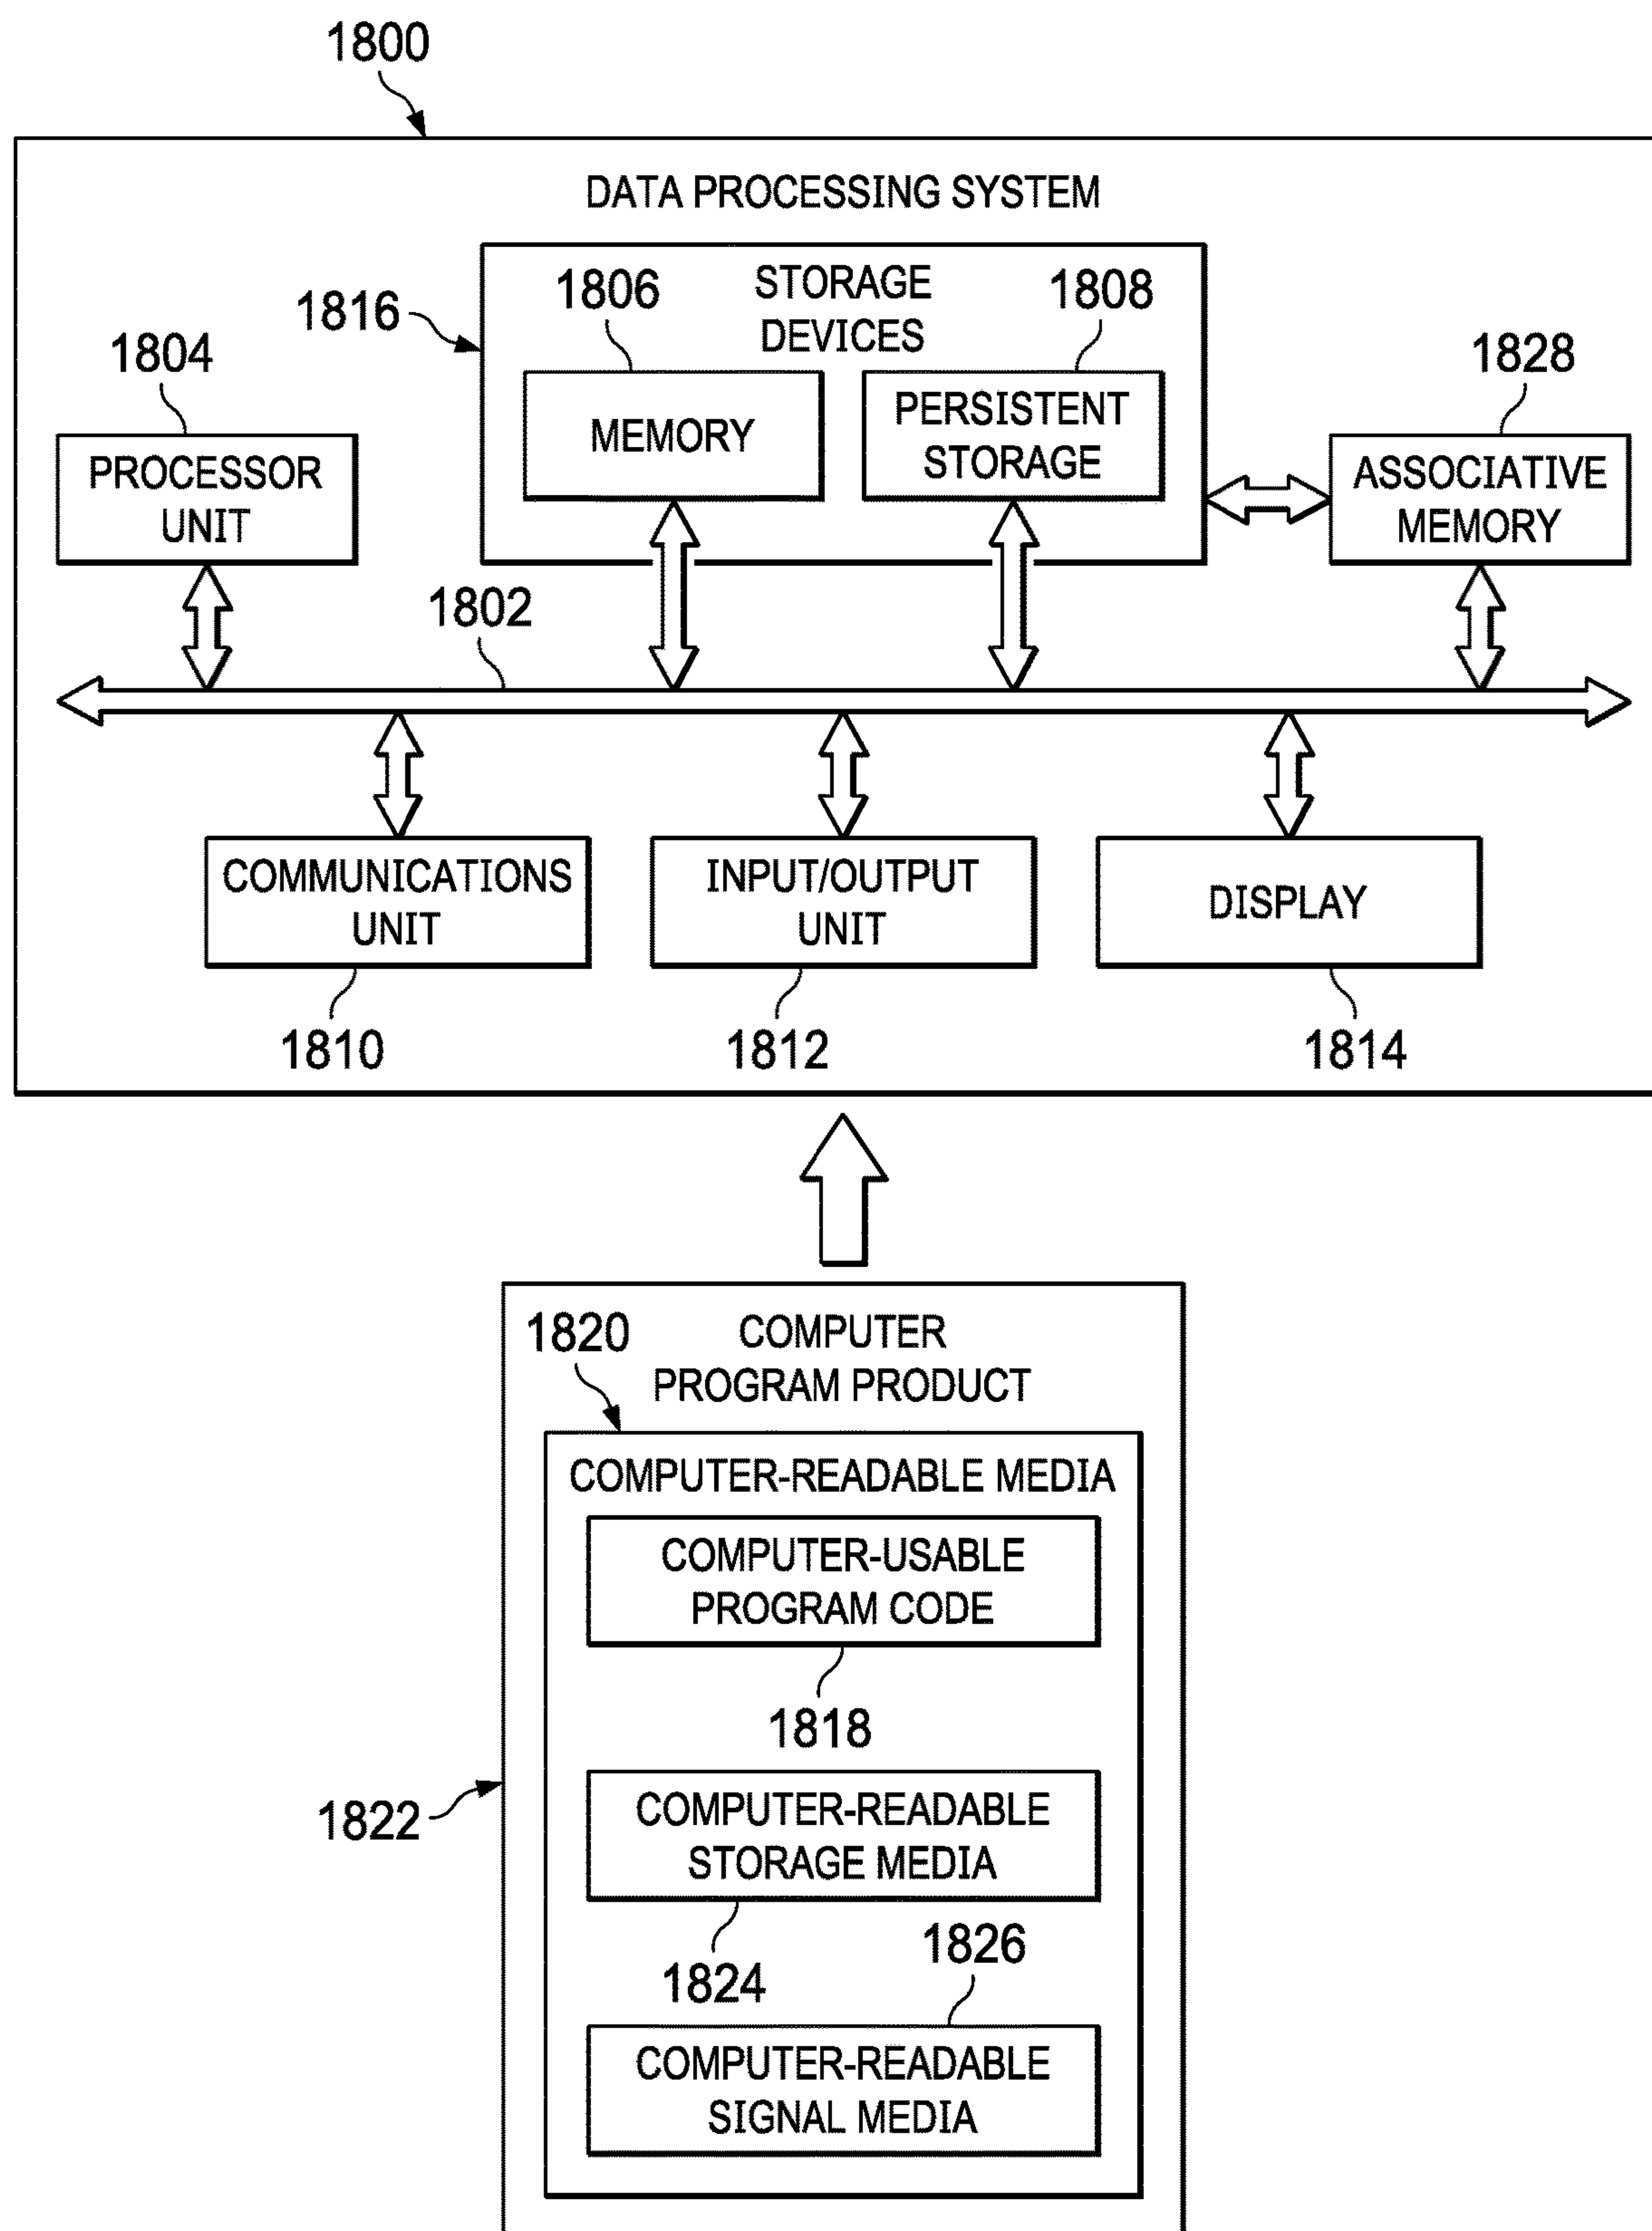 1800
DATA PROCESSING SYSTEM
1816
1806
STORAGE
DEVICES
1808
1804
1828
MEMORY
PERSISTENT
STORAGE
PROCESSOR
UNIT
ASSOCIATIVE
MEMORY
1802
COMMUNICATIONS
UNIT
INPUT/OUTPUT
UNIT
DISPLAY
1810
1812
1814
1820
COMPUTER
PROGRAM PRODUCT
COMPUTER-READABLE MEDIA
COMPUTER-USABLE
PROGRAM CODE
1818
1822
COMPUTER-READABLE
STORAGE MEDIA
1824
1826
COMPUTER-READABLE
SIGNAL MEDIA